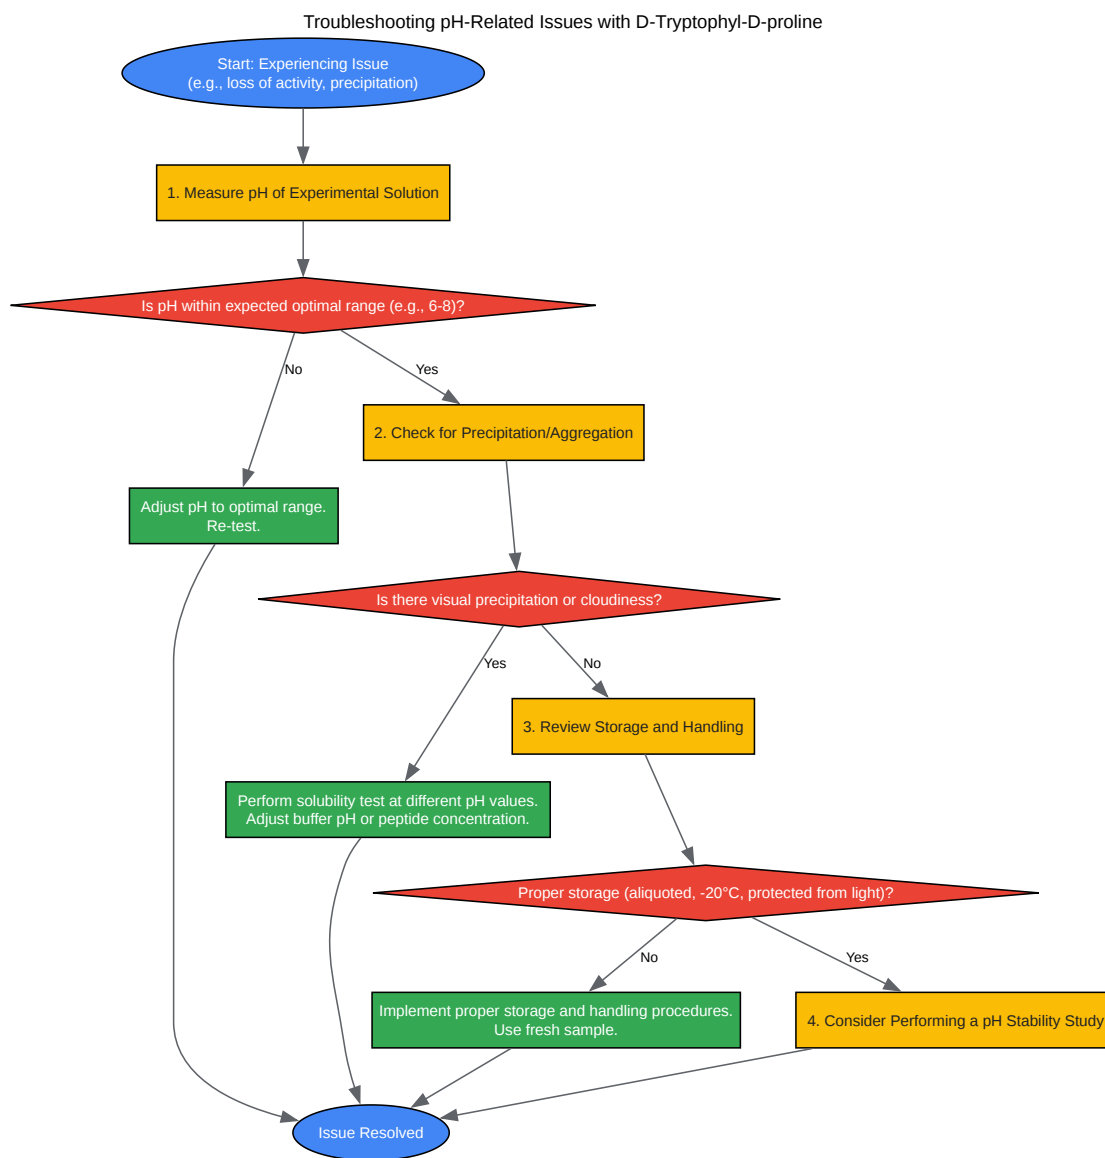 Troubleshooting pH-Related Issues with D-Tryptophyl-D-proline
Start: Experiencing Issue
(e.g., loss of activity, precipitation)
1. Measure pH of Experimental Solution
Is pH within expected optimal range (e.g., 6-8)?
No
Yes
2. Check for Precipitation/Aggregation
Adjust pH to optimal range.
Re-test.
Is there visual precipitation or cloudiness?
Yes
No
3. Review Storage and Handling
Perform solubility test at different pH values.
Adjust buffer pH or peptide concentration.
Proper storage (aliquoted, -20°C, protected from light)?
No
Yes
Implement proper storage and handling procedures.
Use fresh sample.
4. Consider Performing a pH Stability Study
Issue Resolved